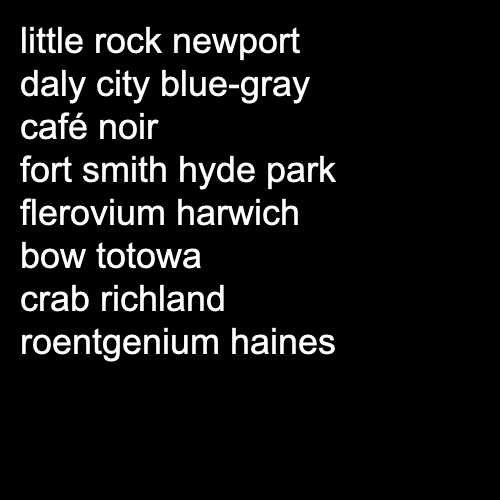 little rock newport
daly city blue-gray
café noir
fort smith hyde park
flerovium harwich
bow totowa
crab richland
roentgenium haines